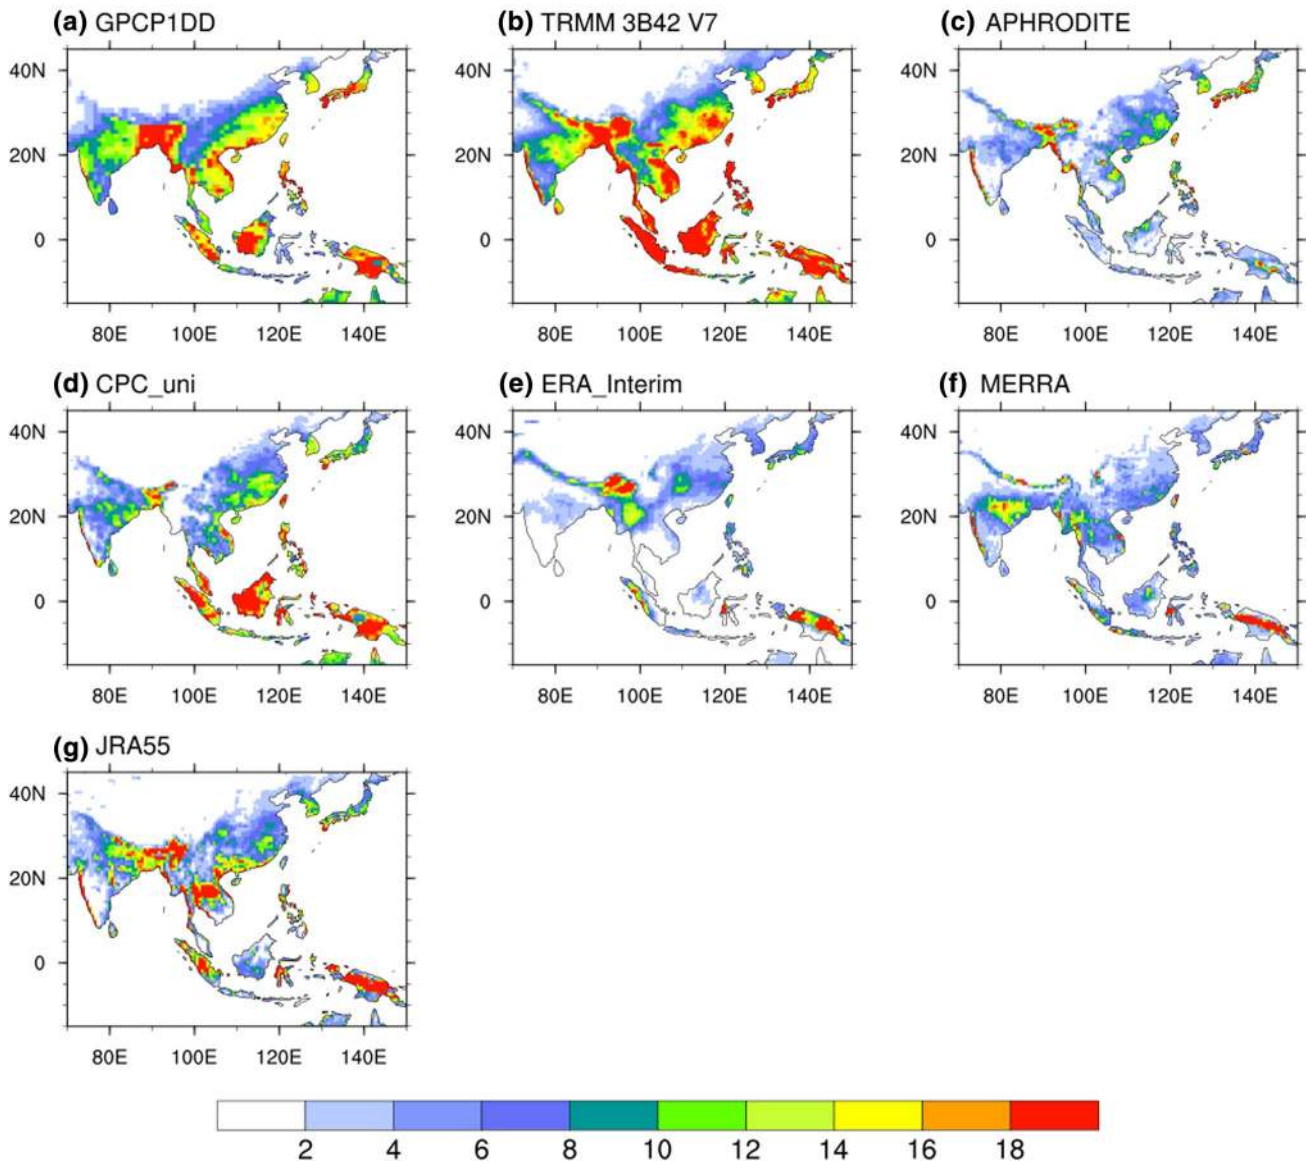 (a) GPCP1DD
(b) TRMM 3B42 V7
(c) APHRODITE
40N
20N
0
80E 100E 120E 140E
40N
20N
0
80E 100E 120E 140E
40N
20N
0
80E 100E 120E 140E
(d) CPC_uni
(e) ERA_Interim
(f) MERRA
40N
20N
0
80E 100E 120E 140E
40N
20N
0
80E 100E 120E 140E
40N
20N
0
80E 100E 120E 140E
(g) JRA55
40N
20N
0
80E 100E 120E 140E
2 4 6 8 10 12 14 16 18